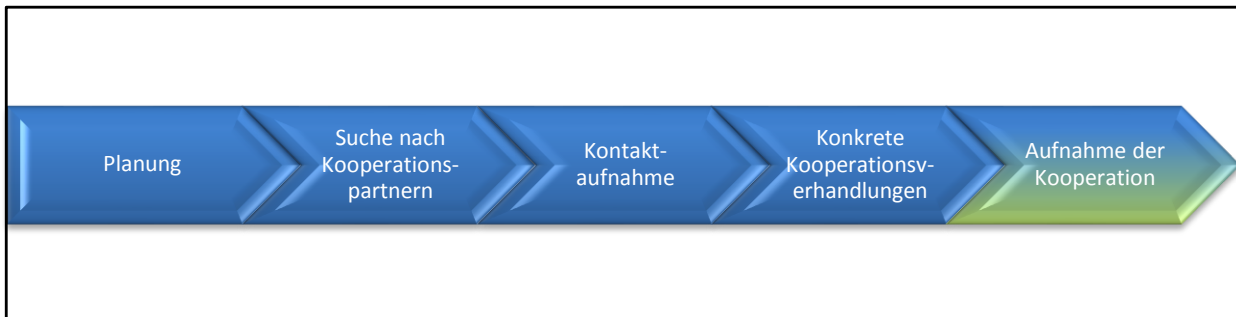 Planung
Suche nach
Kooperations-
partnern
Kontakt-
aufnahme
Konkrete
Kooperationsv-
erhandlungen
Aufnahme der
Kooperation